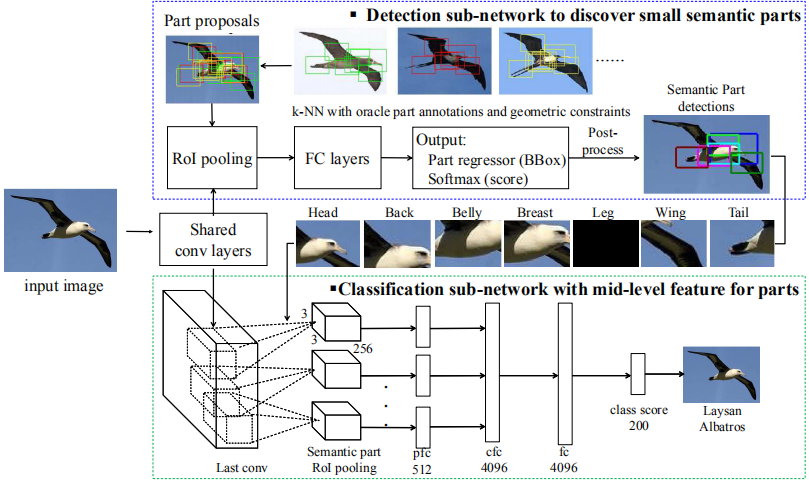 ▪ Detection sub-network to discover small semantic parts
Part proposals
......
k-NN with oracle part annotations and geometric constraints
Semantic Part
detections
RoI pooling
FC layers
Output:
Part regressor (BBox)
Softmax (score)
Post-
process
Shared
conv layers
input image
Head Back Belly Breast Leg Wing Tail
▪Classification sub-network with mid-level feature for parts
3
3
256
Last conv
Semantic part
RoI pooling
pfc
512
cfc
4096
fc
4096
class score
200
Laysan
Albatros